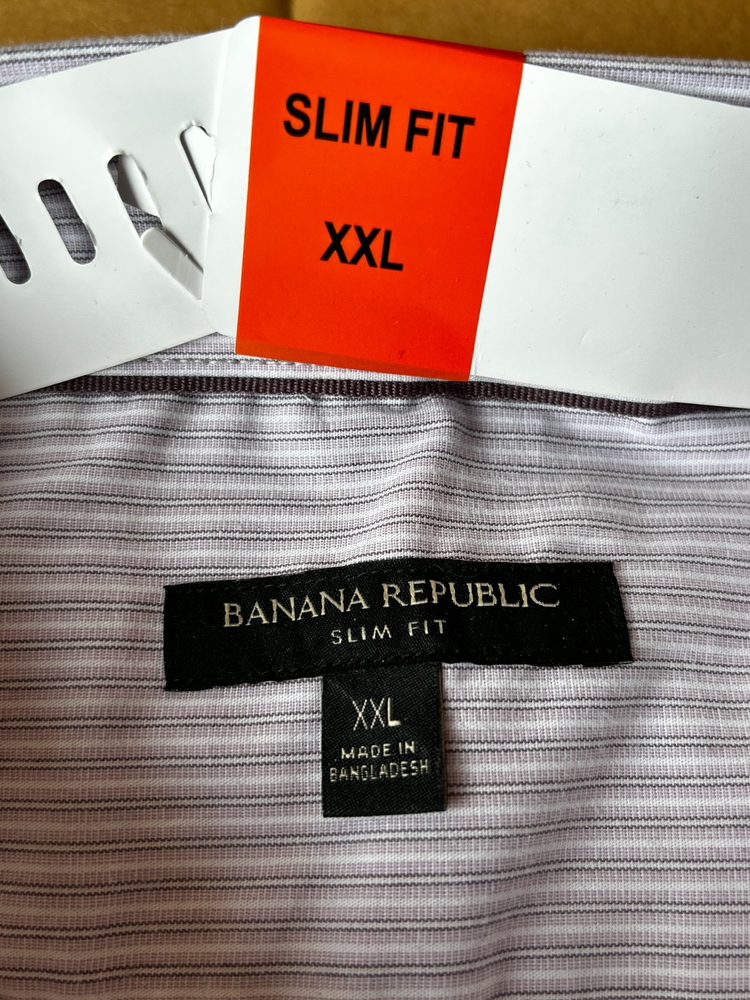 SLIM FIT
XXL
BANANA REPUBLIC
SLIM FIT
XXL
MADE IN
BANGLADESH